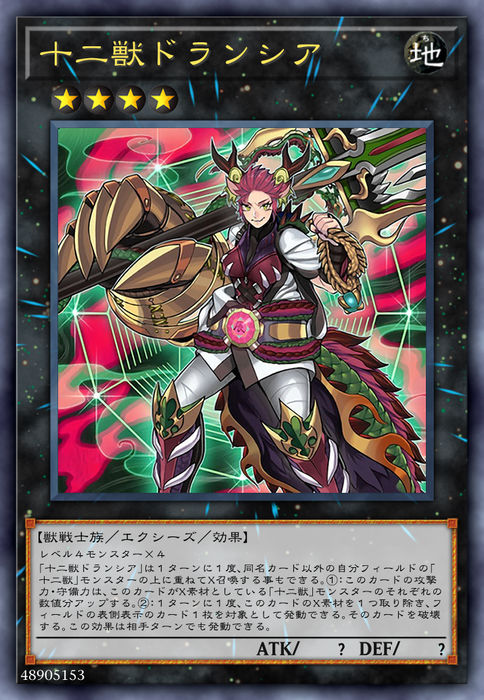 十二獣ドランシア
ち
地
【獣戦士族／エクシーズ／効果】
レベル４モンスター×４
「十二獣ドランシア」は１ターンに１度、同名カード以外の自分フィールドの「
十二獣」モンスターの上に重ねてX召喚する事もできる。①：このカードの攻撃
力・守備力は、このカードがX素材としている「十二獣」モンスターのそれぞれの
数値分アップする。②：１ターンに１度、このカードのX素材を１つ取り除き、フィ
ールドの表側表示のカード１枚を対象として発動できる。そのカードを破壊
する。この効果は相手ターンでも発動できる。
ATK/ ? DEF/ ?
48905153